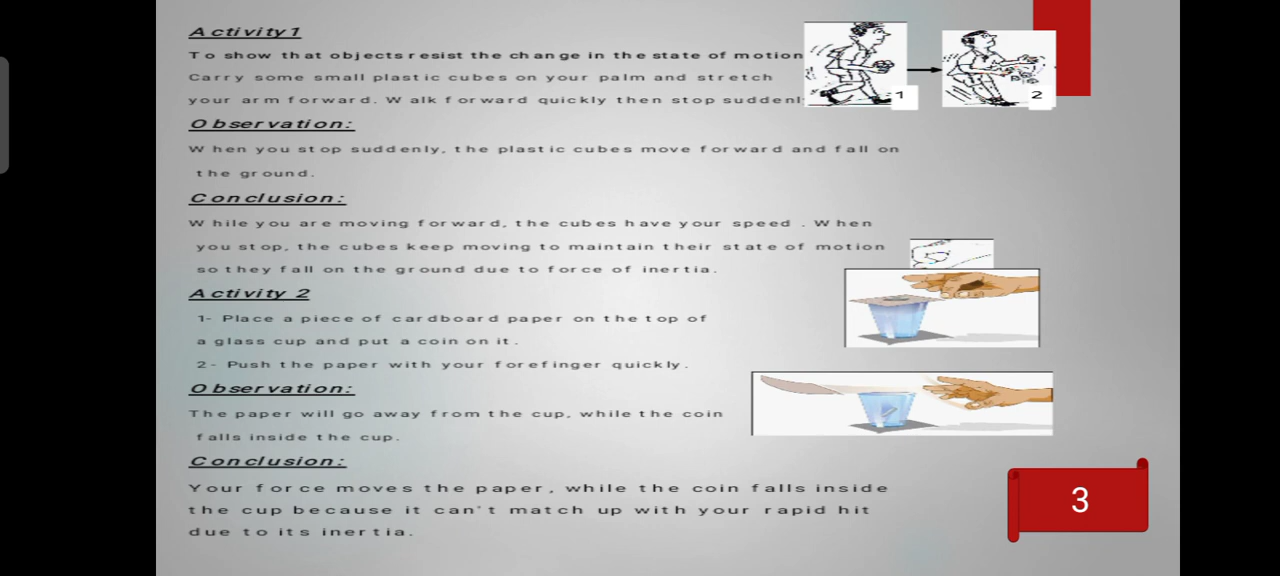 Activity1
To show that objects resist the change in the state of motion
Carry some small plastic cubes on your palm and stretch
your arm forward. Walk forward quickly then stop suddenl
1
2
Observation:
When you stop suddenly, the plastic cubes move forward and fall on
the ground.
Conclusion:
While you are moving forward, the cubes have your speed . When
you stop, the cubes keep moving to maintain their state of motion
so they fall on the ground due to force of inertia.
Activity 2
1- Place a piece of cardboard paper on the top of
a glass cup and put a coin on it.
2- Push the paper with your forefinger quickly.
Observation:
The paper will go away from the cup, while the coin
falls inside the cup.
Conclusion:
Your force moves the paper, while the coin falls inside
the cup because it can't match up with your rapid hit
due to its inertia.
3